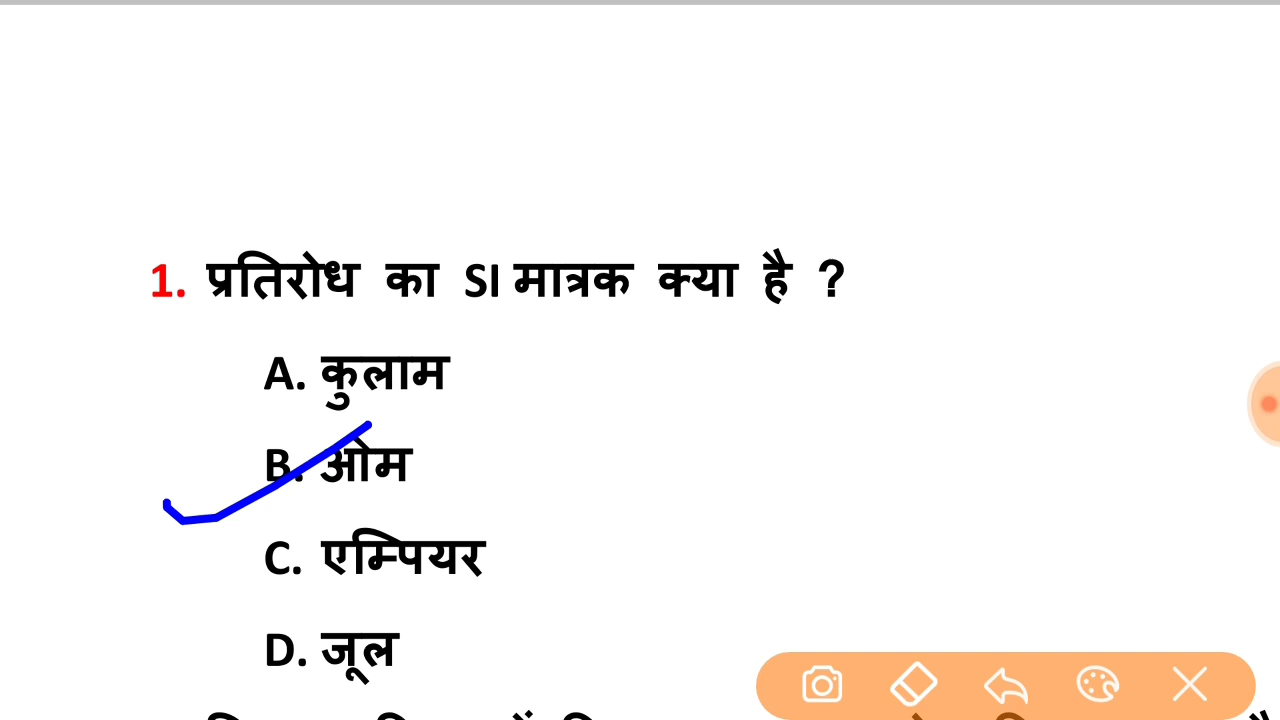 1. प्रतिरोध का SI मात्रक क्या है ?
A. कुलाम
B. ओम
C. एम्पियर
D. जूल